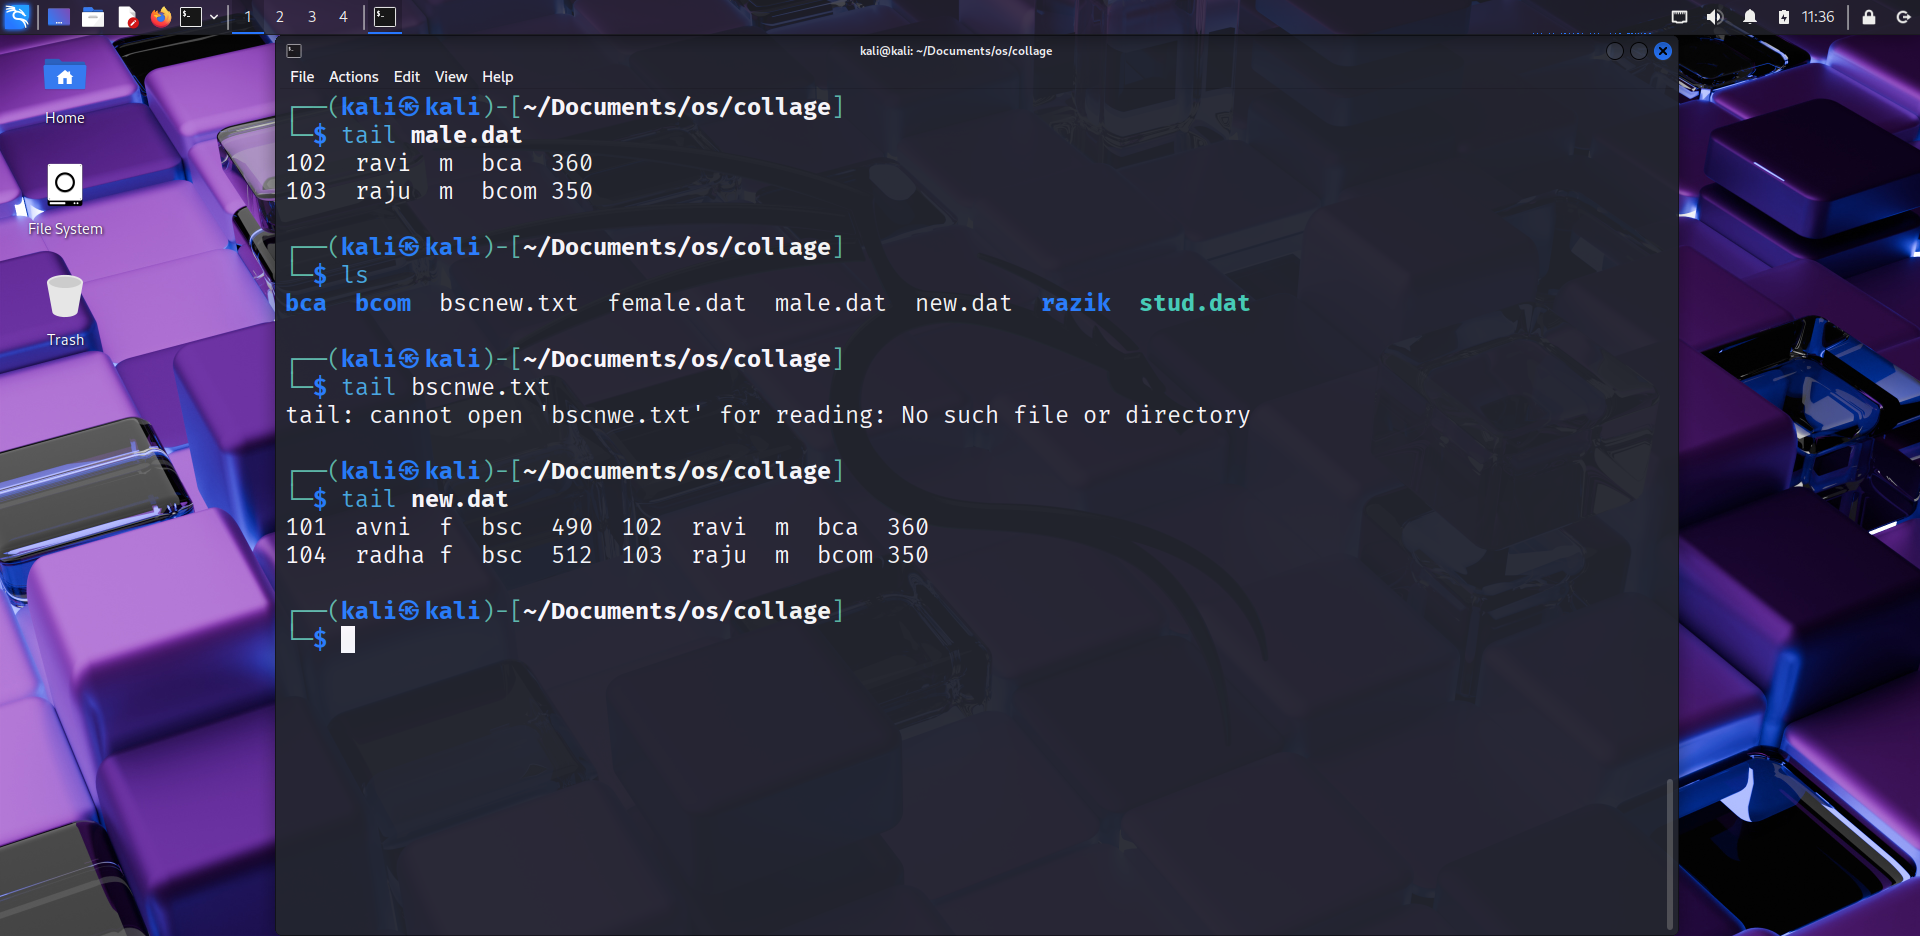 1 2 3 4 11:36
Home
File System
Trash
kali@kali: ~/Documents/os/collage
File Actions Edit View Help
┌──(kali㉿kali)-[~/Documents/os/collage]
└─$ tail male.dat
102 ravi m bca 360
103 raju m bcom 350
┌──(kali㉿kali)-[~/Documents/os/collage]
└─$ ls
bca bcom bscnew.txt female.dat male.dat new.dat razik stud.dat
┌──(kali㉿kali)-[~/Documents/os/collage]
└─$ tail bscnwe.txt
tail: cannot open 'bscnwe.txt' for reading: No such file or directory
┌──(kali㉿kali)-[~/Documents/os/collage]
└─$ tail new.dat
101 avni f bsc 490 102 ravi m bca 360
104 radha f bsc 512 103 raju m bcom 350
┌──(kali㉿kali)-[~/Documents/os/collage]
└─$